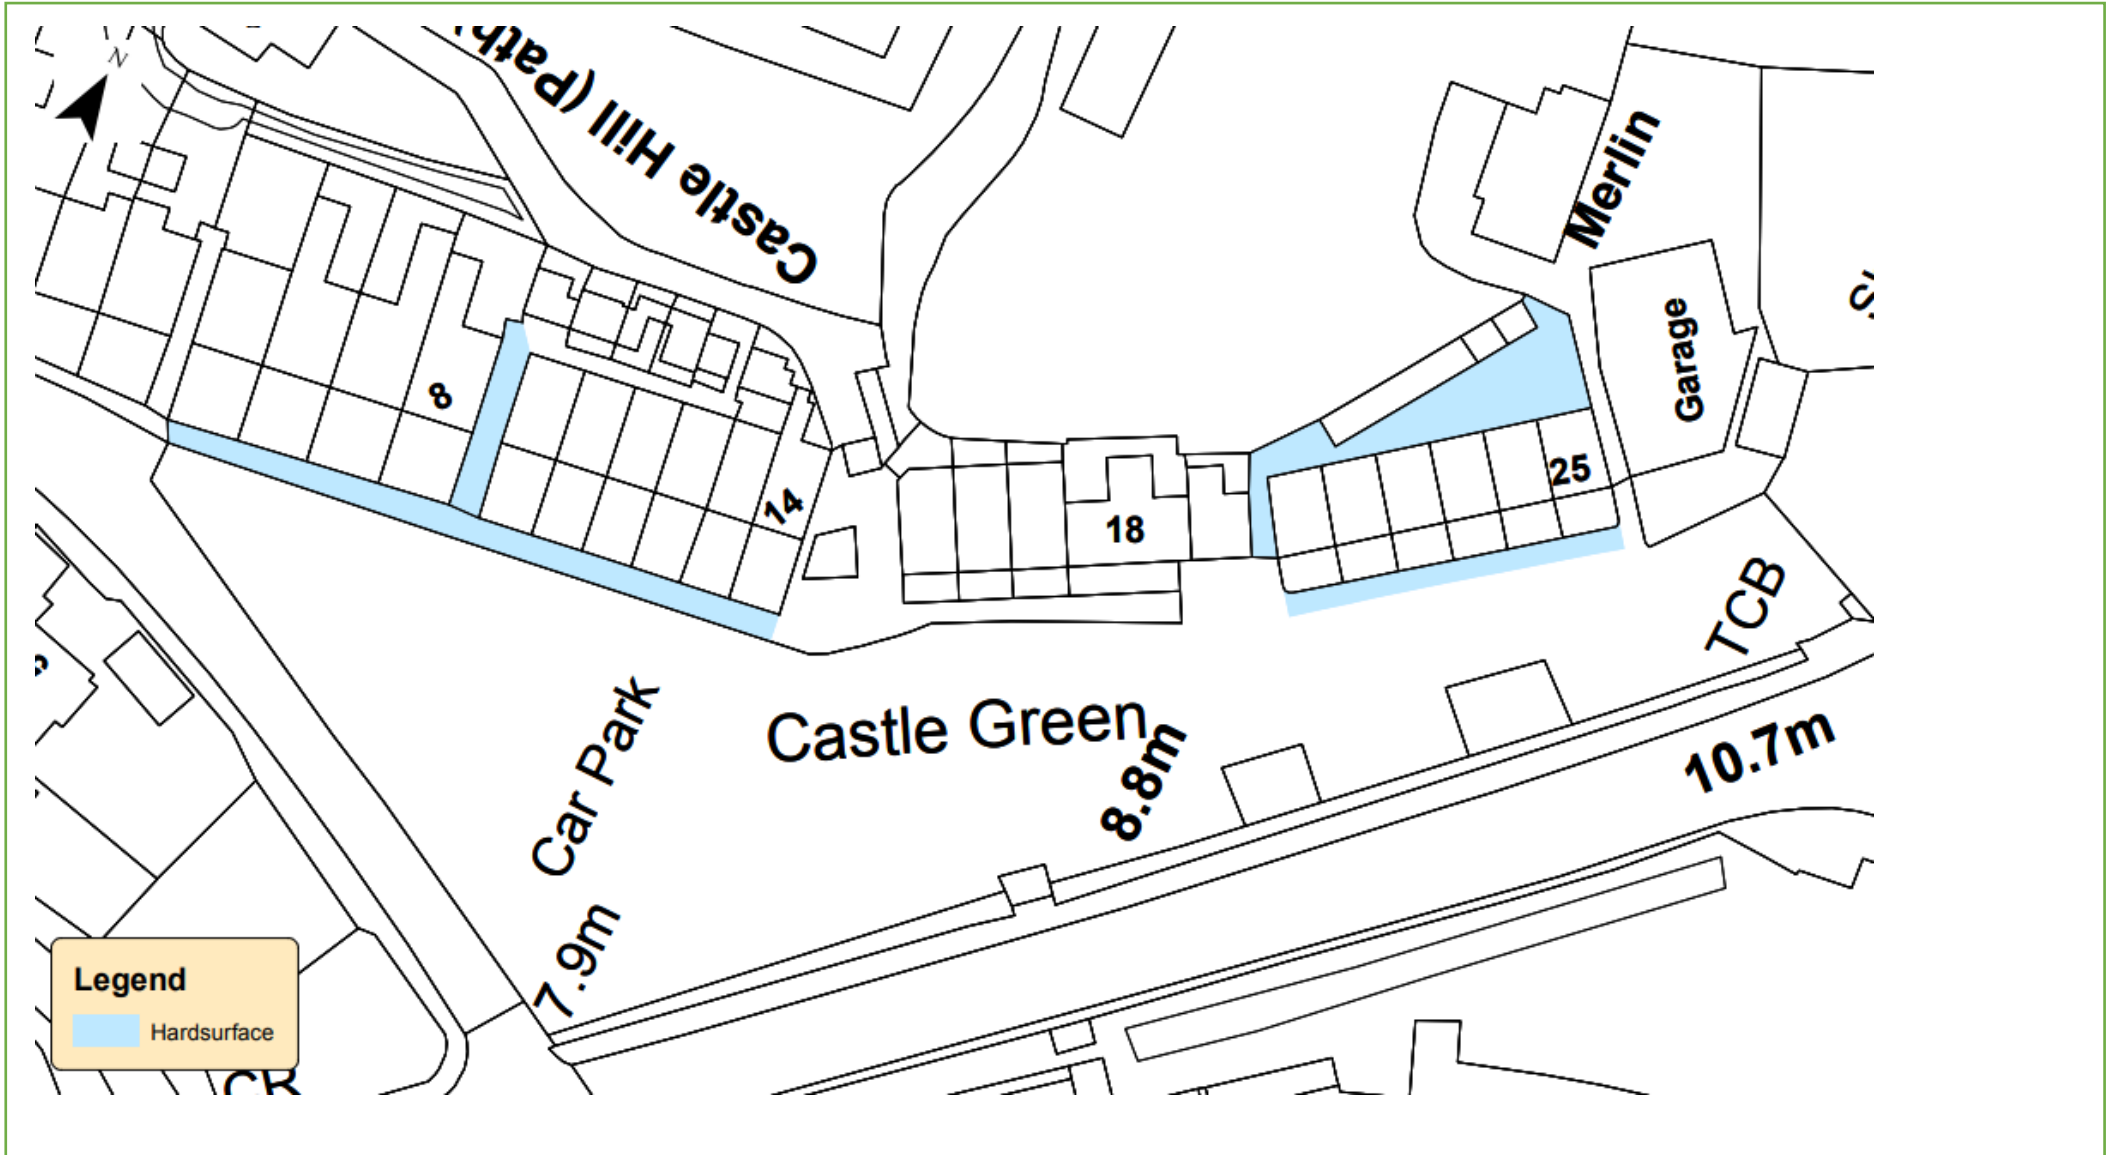 N
Castle Hill (Path)
Merlin
Garage
8
14
18
25
TCB
Castle Green
Car Park
8.8m
10.7m
7.9m
Legend
Hardsurface
CR